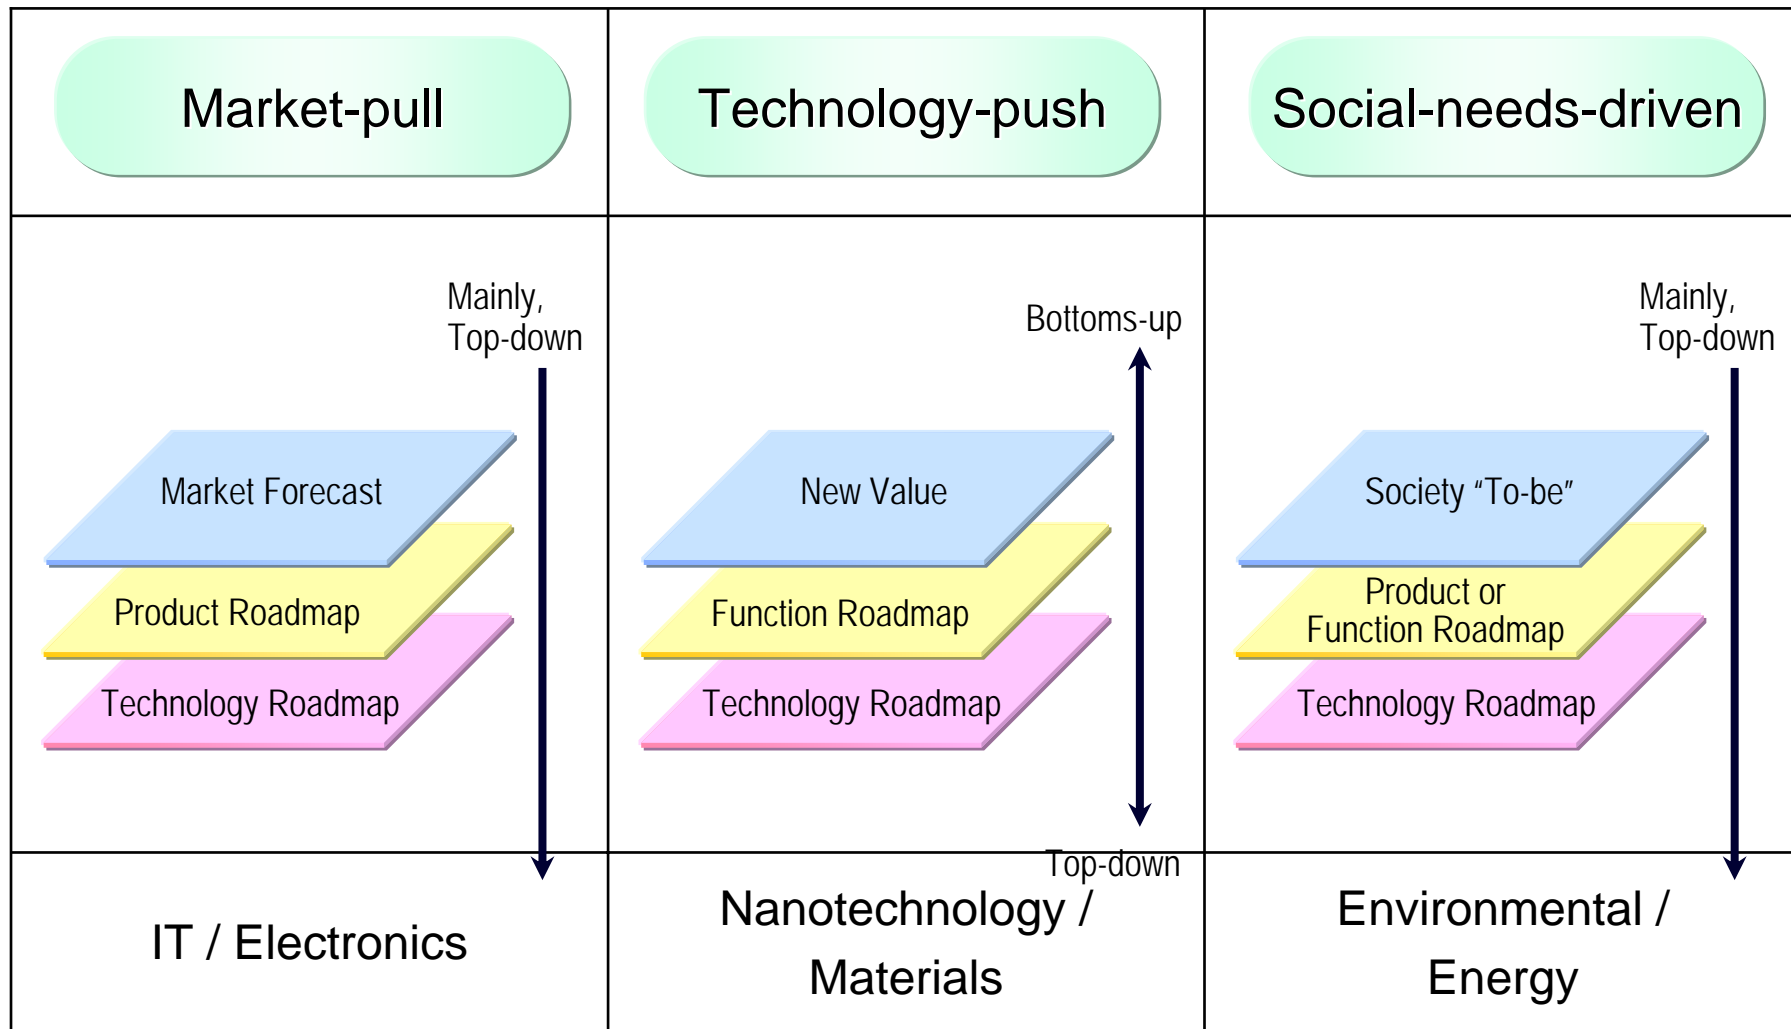 Market-pull
Technology-push
Social-needs-driven
Mainly,
Top-down
Market Forecast
Product Roadmap
Technology Roadmap
Bottoms-up
New Value
Function Roadmap
Technology Roadmap
Top-down
Mainly,
Top-down
Society “To-be”
Product or
Function Roadmap
Technology Roadmap
IT / Electronics
Nanotechnology /
Materials
Environmental /
Energy